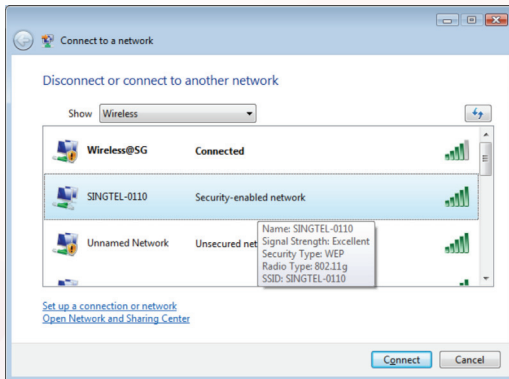 Connect to a network
Disconnect or connect to another network
Show Wireless
Wireless@SG Connected
SINGTEL-0110 Security-enabled network
Unnamed Network Unsecured net
Name: SINGTEL-0110
Signal Strength: Excellent
Security Type: WEP
Radio Type: 802.11g
SSID: SINGTEL-0110
Set up a connection or network
Open Network and Sharing Center
Connect Cancel